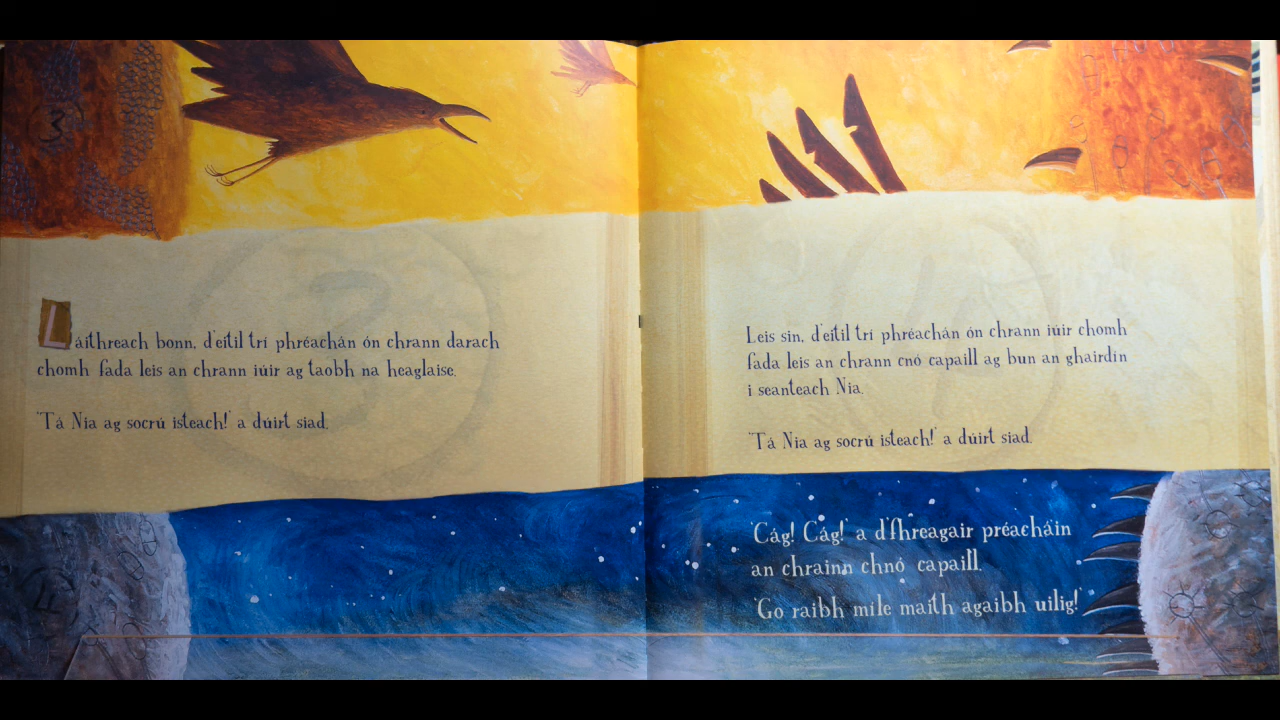 Láithreach bonn, d'eitil trí phréachán ón chrann darach
chomh fada leis an chrann iúir ag taobh na heaglaise.
'Tá Nia ag socrú isteach!' a dúirt siad.
Leis sin, d'eitil trí phréachán ón chrann iúir chomh
fada leis an chrann cnó capaill ag bun an ghairdín
i seanteach Nia.
'Tá Nia ag socrú isteach!' a dúirt siad.
'Cág! Cág!' a d'fhreagair préacháin
an chrainn chnó capaill.
'Go raibh míle maith agaibh uilig!'